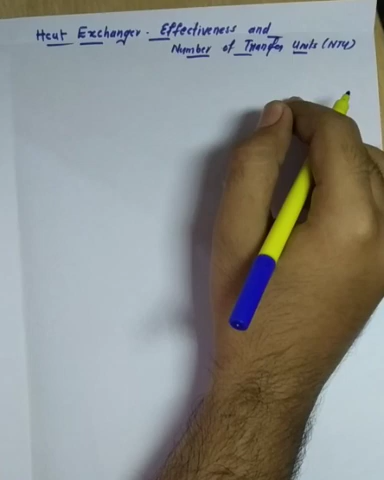 Heat Exchanger. Effectiveness and
Number of Transfer Units (NTU)